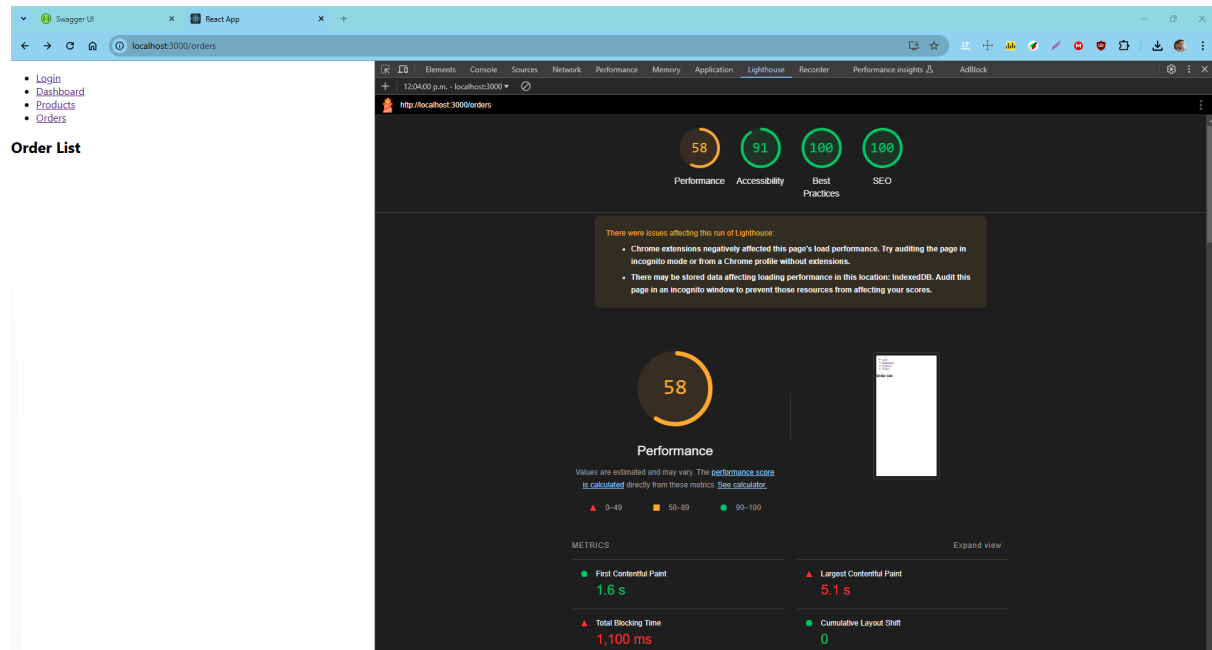 Swagger UI
React App
localhost:3000/orders
Login
Dashboard
Products
Orders
Order List
Elements Console Sources Network Performance Memory Application Lighthouse Recorder Performance insights AdBlock
12:04:00 p.m. - localhost:3000
http://localhost:3000/orders
58 91 100 100
Performance Accessibility Best Practices SEO
There were issues affecting this run of Lighthouse:
Chrome extensions negatively affected this page's load performance. Try auditing the page in
incognito mode or from a Chrome profile without extensions.
There may be stored data affecting loading performance in this location: IndexedDB. Audit this
page in an incognito window to prevent those resources from affecting your scores.
58
Performance
Values are estimated and may vary. The performance score
is calculated directly from these metrics. See calculator.
0–49 50–89 90–100
METRICS Expand view
First Contentful Paint
1.6 s
Largest Contentful Paint
5.1 s
Total Blocking Time
1,100 ms
Cumulative Layout Shift
0